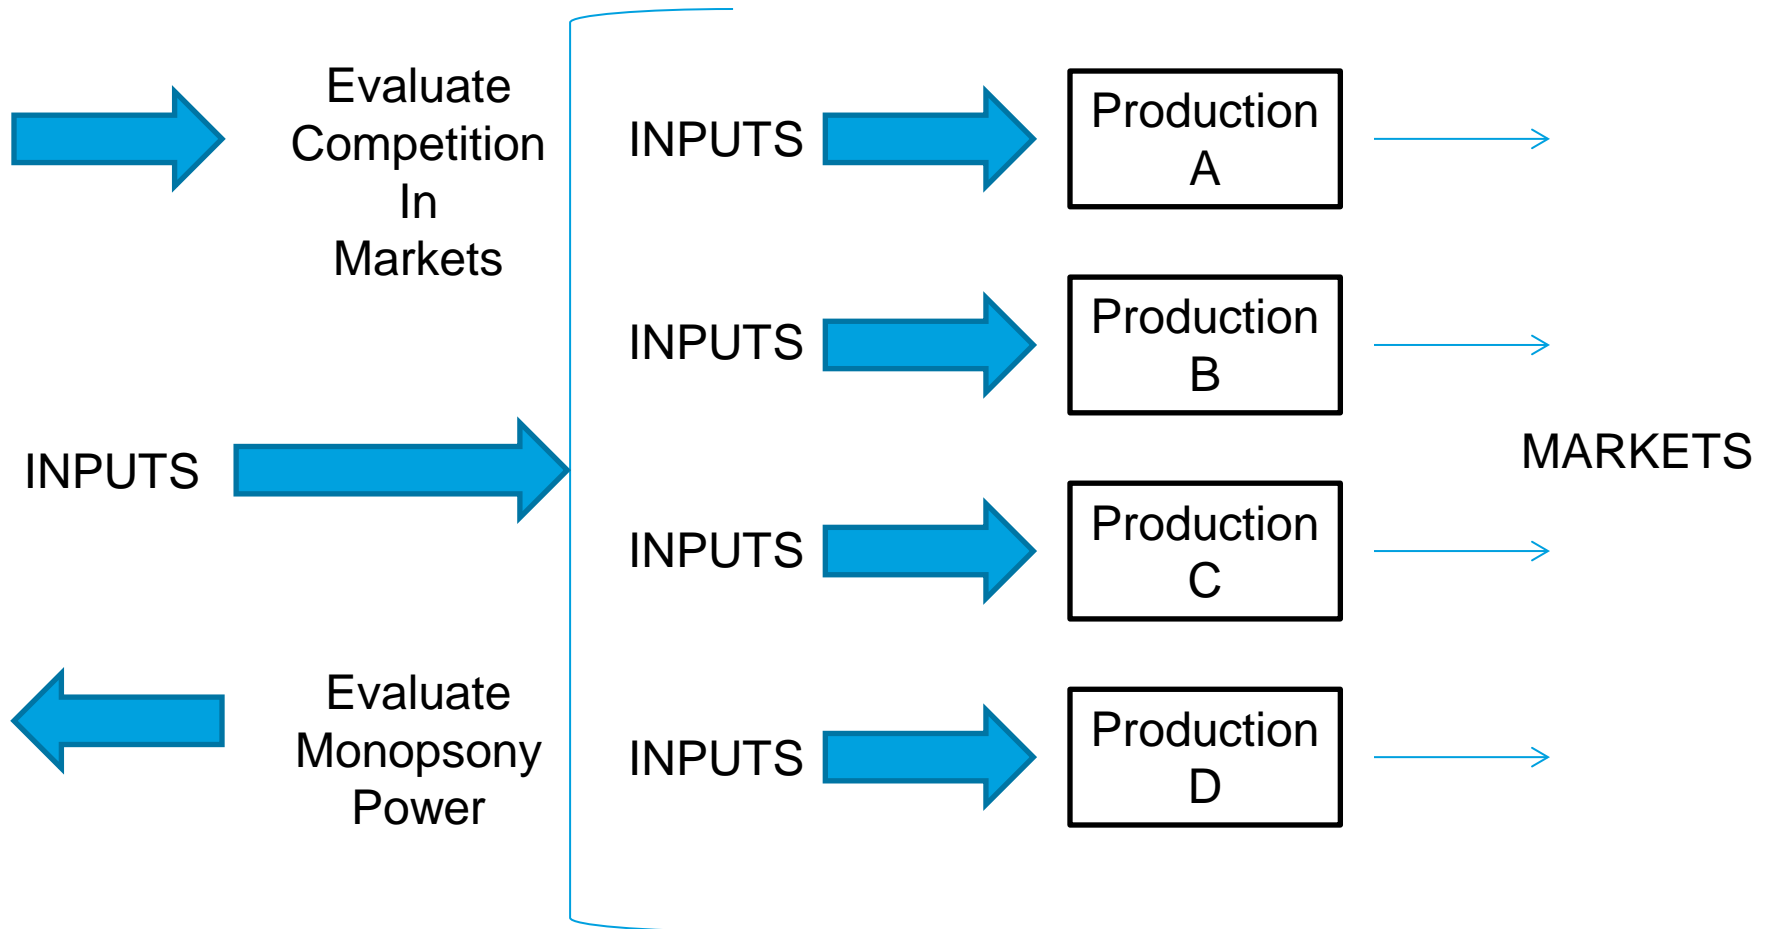 Evaluate
Competition
In
Markets
INPUTS
Evaluate
Monopsony
Power
INPUTS
Production
A
INPUTS
Production
B
INPUTS
Production
C
INPUTS
Production
D
MARKETS